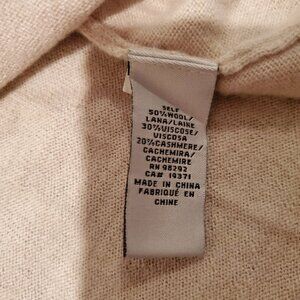 SELF
50%WOOL/
LANA/LAINE
30%VISCOSE/
VISCOSA
20%CASHMERE/
CACHEMIRA/
CACHEMIRE
RN 98292
CA# 19371
MADE IN CHINA
FABRIQUÉ EN
CHINE